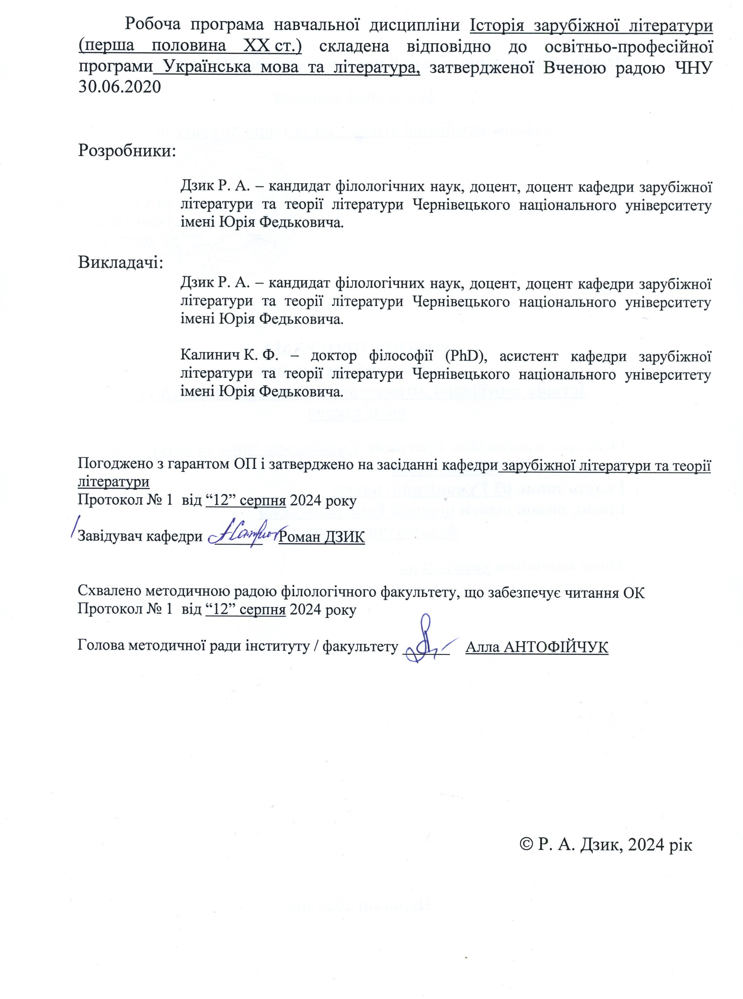 Робоча програма навчальної дисципліни Історія зарубіжної літератури
(перша половина ХХ ст.) складена відповідно до освітньо-професійної
програми Українська мова та література, затвердженої Вченою радою ЧНУ
30.06.2020
Розробники:
Дзик Р. А. – кандидат філологічних наук, доцент, доцент кафедри зарубіжної
літератури та теорії літератури Чернівецького національного університету
імені Юрія Федьковича.
Викладачі:
Дзик Р. А. – кандидат філологічних наук, доцент, доцент кафедри зарубіжної
літератури та теорії літератури Чернівецького національного університету
імені Юрія Федьковича.
Калинич К. Ф. – доктор філософії (PhD), асистент кафедри зарубіжної
літератури та теорії літератури Чернівецького національного університету
імені Юрія Федьковича.
Погоджено з гарантом ОП і затверджено на засіданні кафедри зарубіжної літератури та теорії
літератури
Протокол № 1 від “12” серпня 2024 року
Завідувач кафедри ______ Роман ДЗИК
Схвалено методичною радою філологічного факультету, що забезпечує читання ОК
Протокол № 1 від “12” серпня 2024 року
Голова методичної ради інституту / факультету ______ Алла АНТОФІЙЧУК
© Р. А. Дзик, 2024 рік